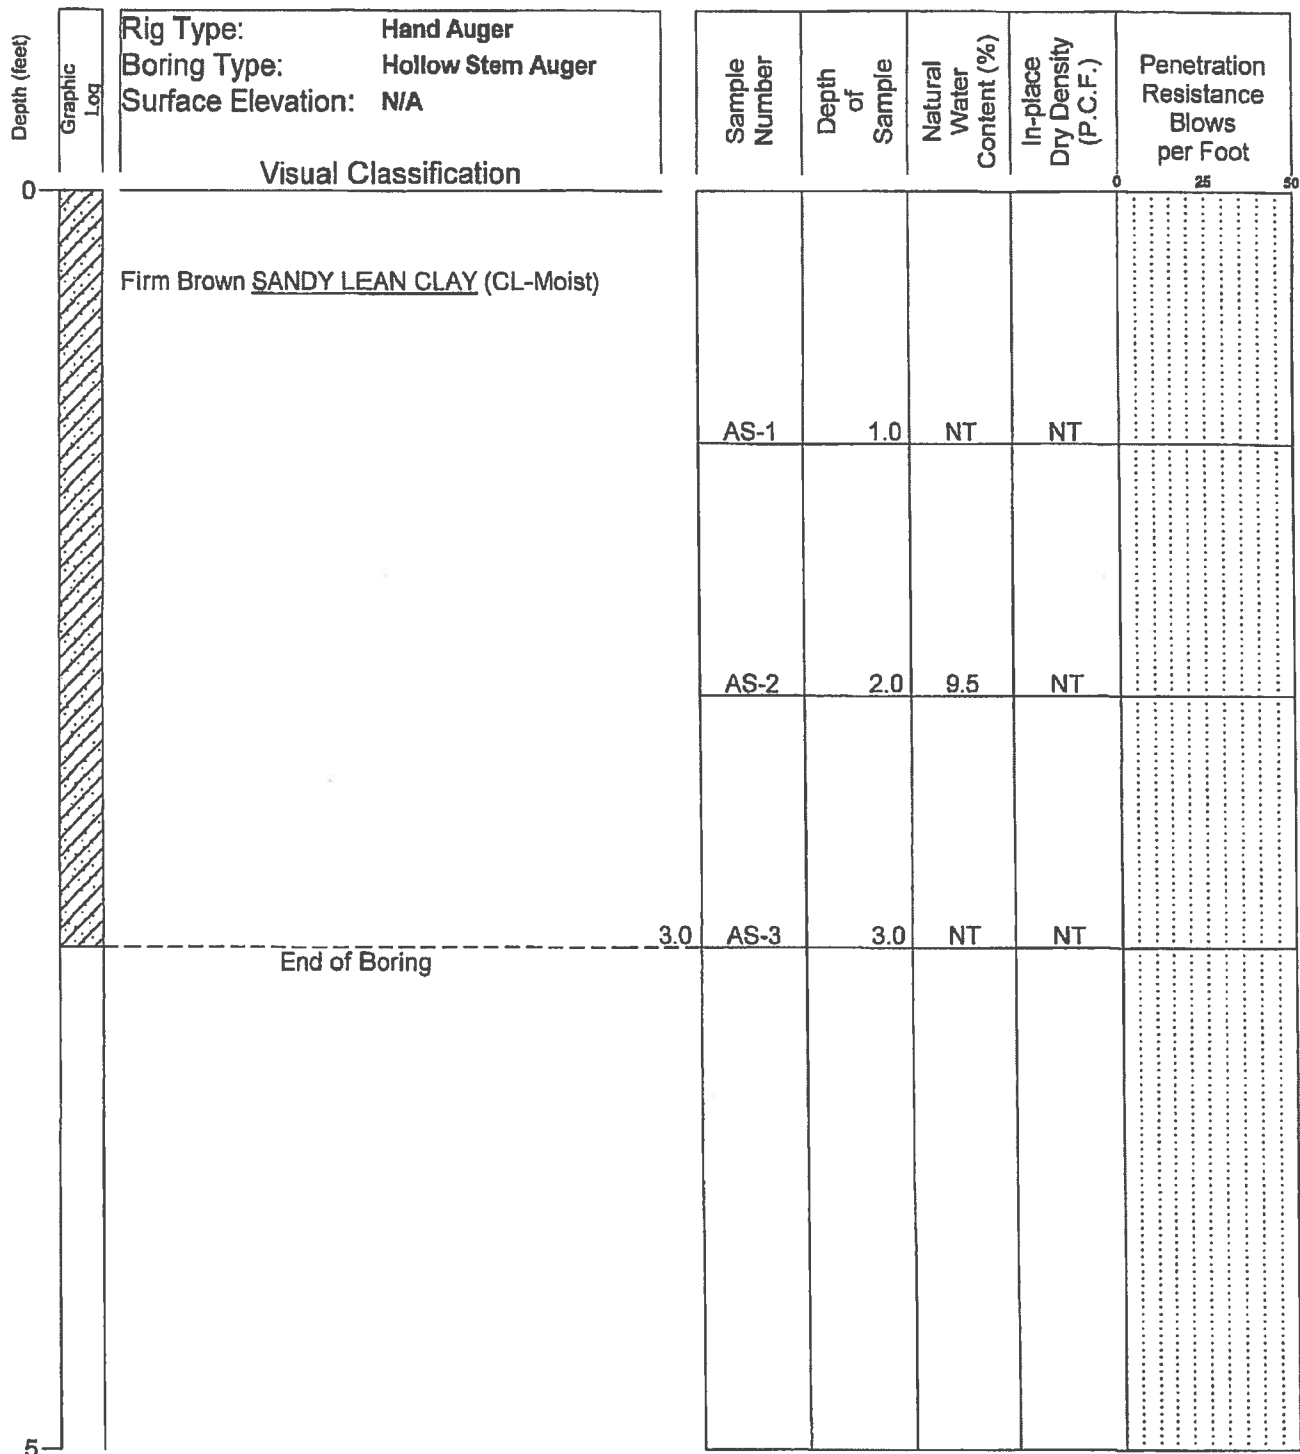 Depth (feet)
Graphic
Log
Rig Type: Hand Auger
Boring Type: Hollow Stem Auger
Surface Elevation: N/A
Visual Classification
Sample
Number
Depth
of
Sample
Natural
Water
Content (%)
In-place
Dry Density
(P.C.F.)
Penetration
Resistance
Blows
per Foot
0 25 50
0
Firm Brown SANDY LEAN CLAY (CL-Moist)
AS-1 1.0 NT NT
AS-2 2.0 9.5 NT
3.0 AS-3 3.0 NT NT
End of Boring
5